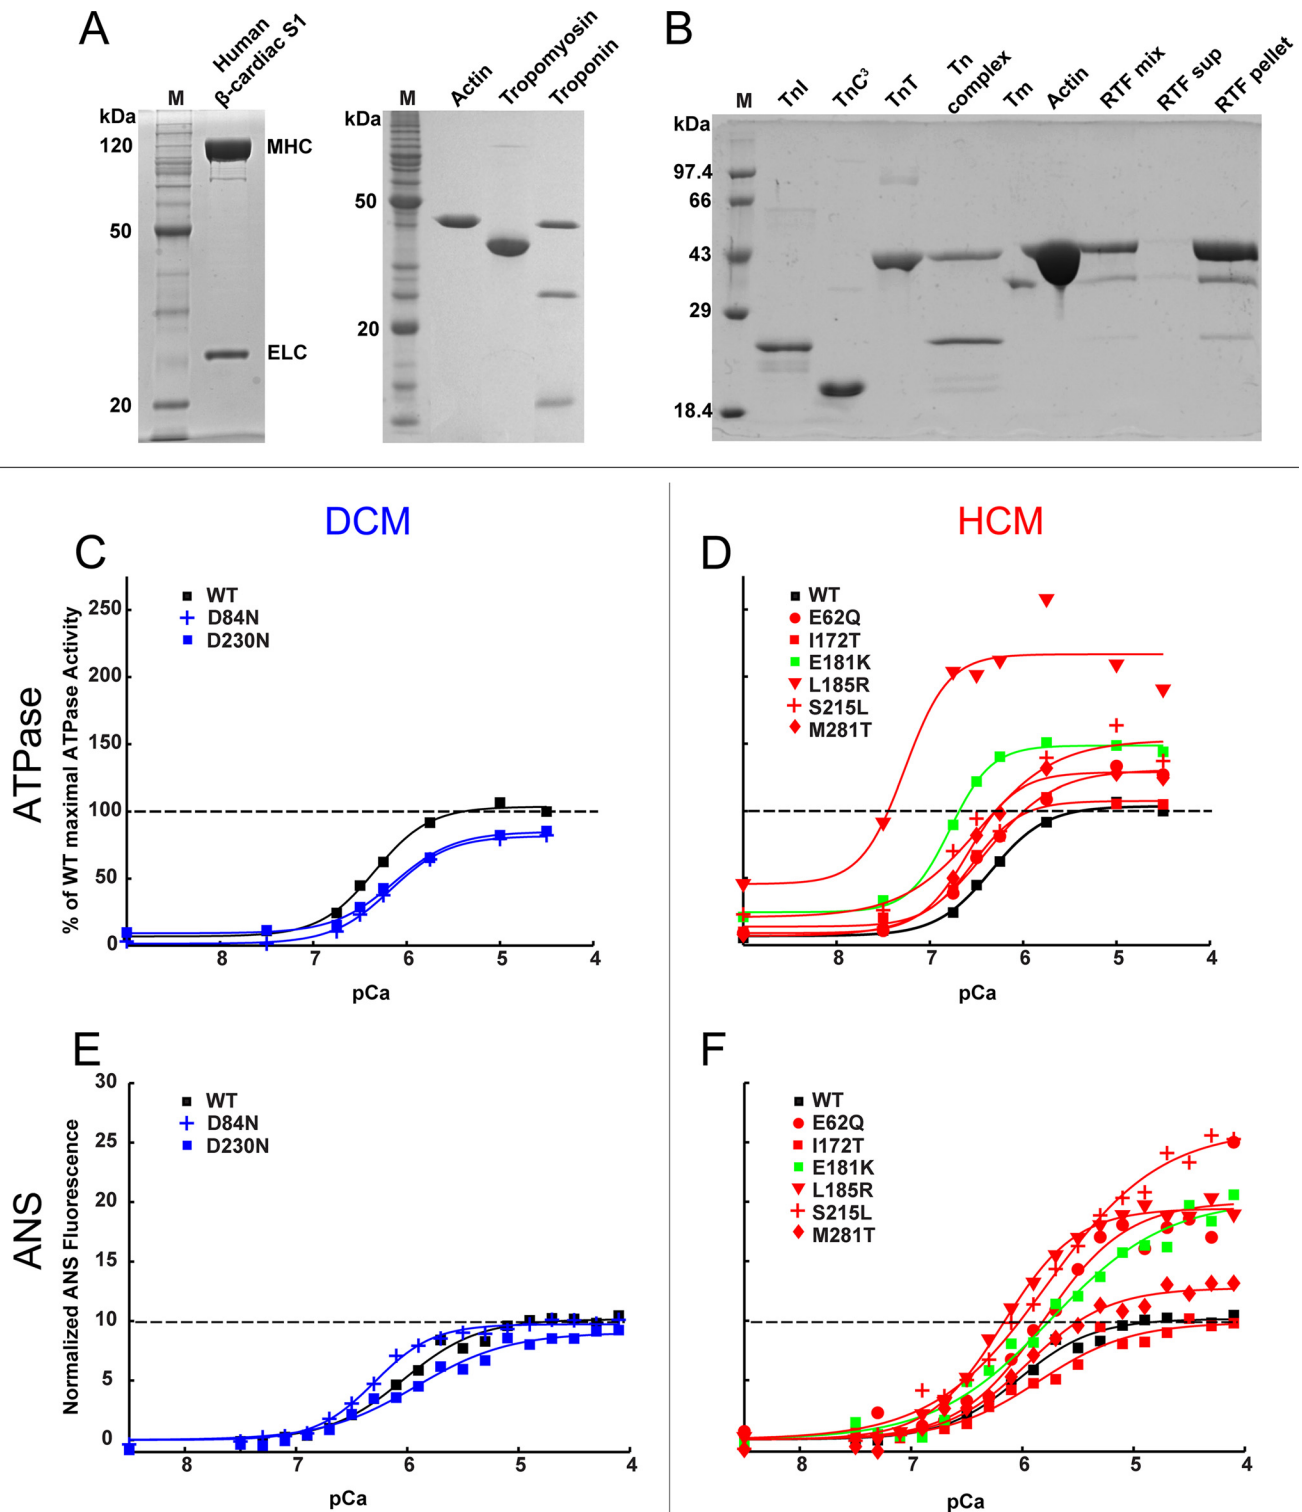 A
Human
β-cardiac S1
M
kDa
120
50
20
MHC
ELC
M
Actin
Tropomyosin
Troponin
kDa
50
20
B
M
TnI
TnC³
TnT
Tn
complex
Tm
Actin
RTF mix
RTF sup
RTF pellet
kDa
97.4
66
43
29
18.4
DCM
HCM
ATPase
C
% of WT maximal ATPase Activity
250
200
150
100
50
0
WT
D84N
D230N
8 7 6 5 4
pCa
D
WT
E62Q
I172T
E181K
L185R
S215L
M281T
8 7 6 5 4
pCa
ANS
E
Normalized ANS Fluorescence
30
25
20
15
10
5
0
WT
D84N
D230N
8 7 6 5 4
pCa
F
WT
E62Q
I172T
E181K
L185R
S215L
M281T
8 7 6 5 4
pCa